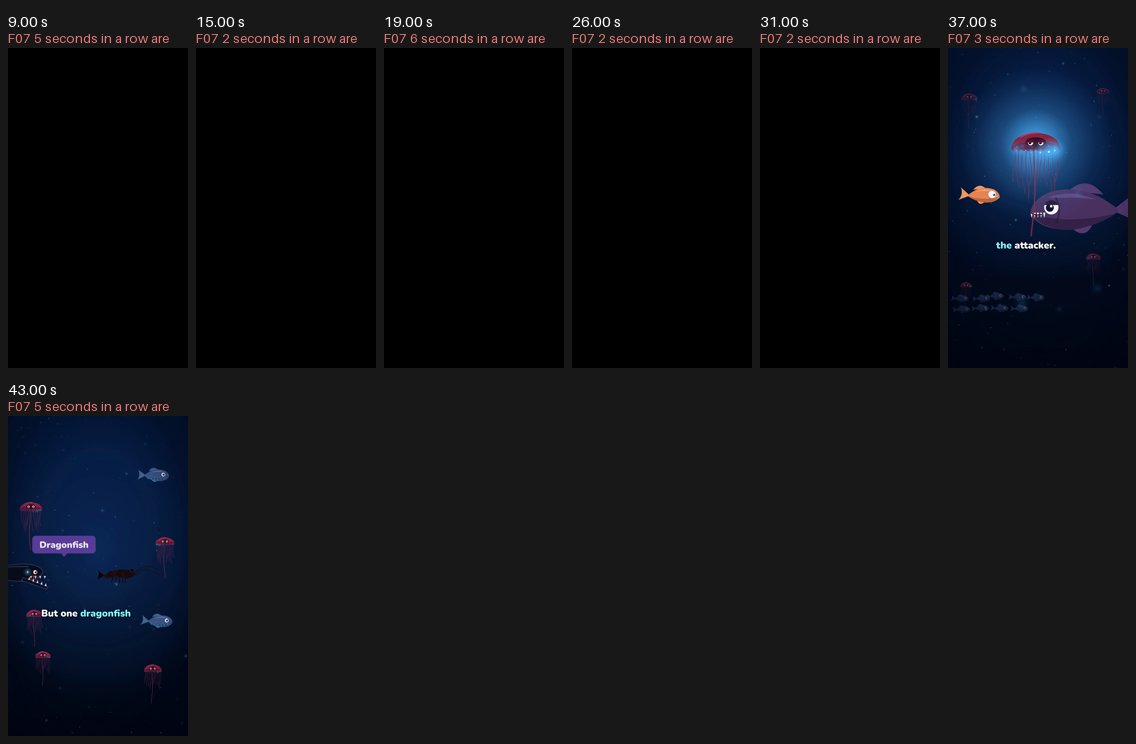 9.00 s
F07 5 seconds in a row are
15.00 s
F07 2 seconds in a row are
19.00 s
F07 6 seconds in a row are
26.00 s
F07 2 seconds in a row are
31.00 s
F07 2 seconds in a row are
37.00 s
F07 3 seconds in a row are
the attacker.
43.00 s
F07 5 seconds in a row are
Dragonfish
But one dragonfish